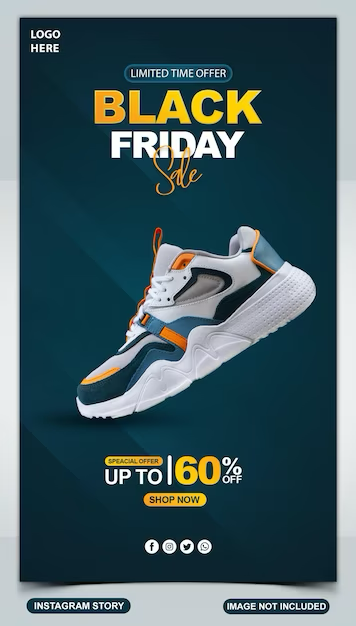 LOGO
HERE
LIMITED TIME OFFER
BLACK
FRIDAY
Sale
SPEACIAL OFFER
UP TO 60% OFF
SHOP NOW
INSTAGRAM STORY
IMAGE NOT INCLUDED